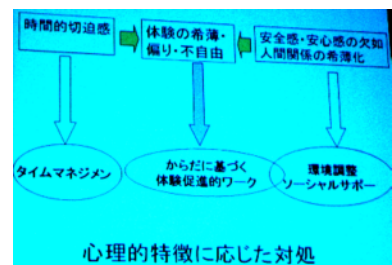 時間的切迫感
体験の希薄・
偏り・不自由
安全感・安心感の欠如
人間関係の希薄化
タイムマネジメン
からだに基づく
体験促進的ワーク
環境調整
ソーシャルサポー
心理的特徴に応じた対処